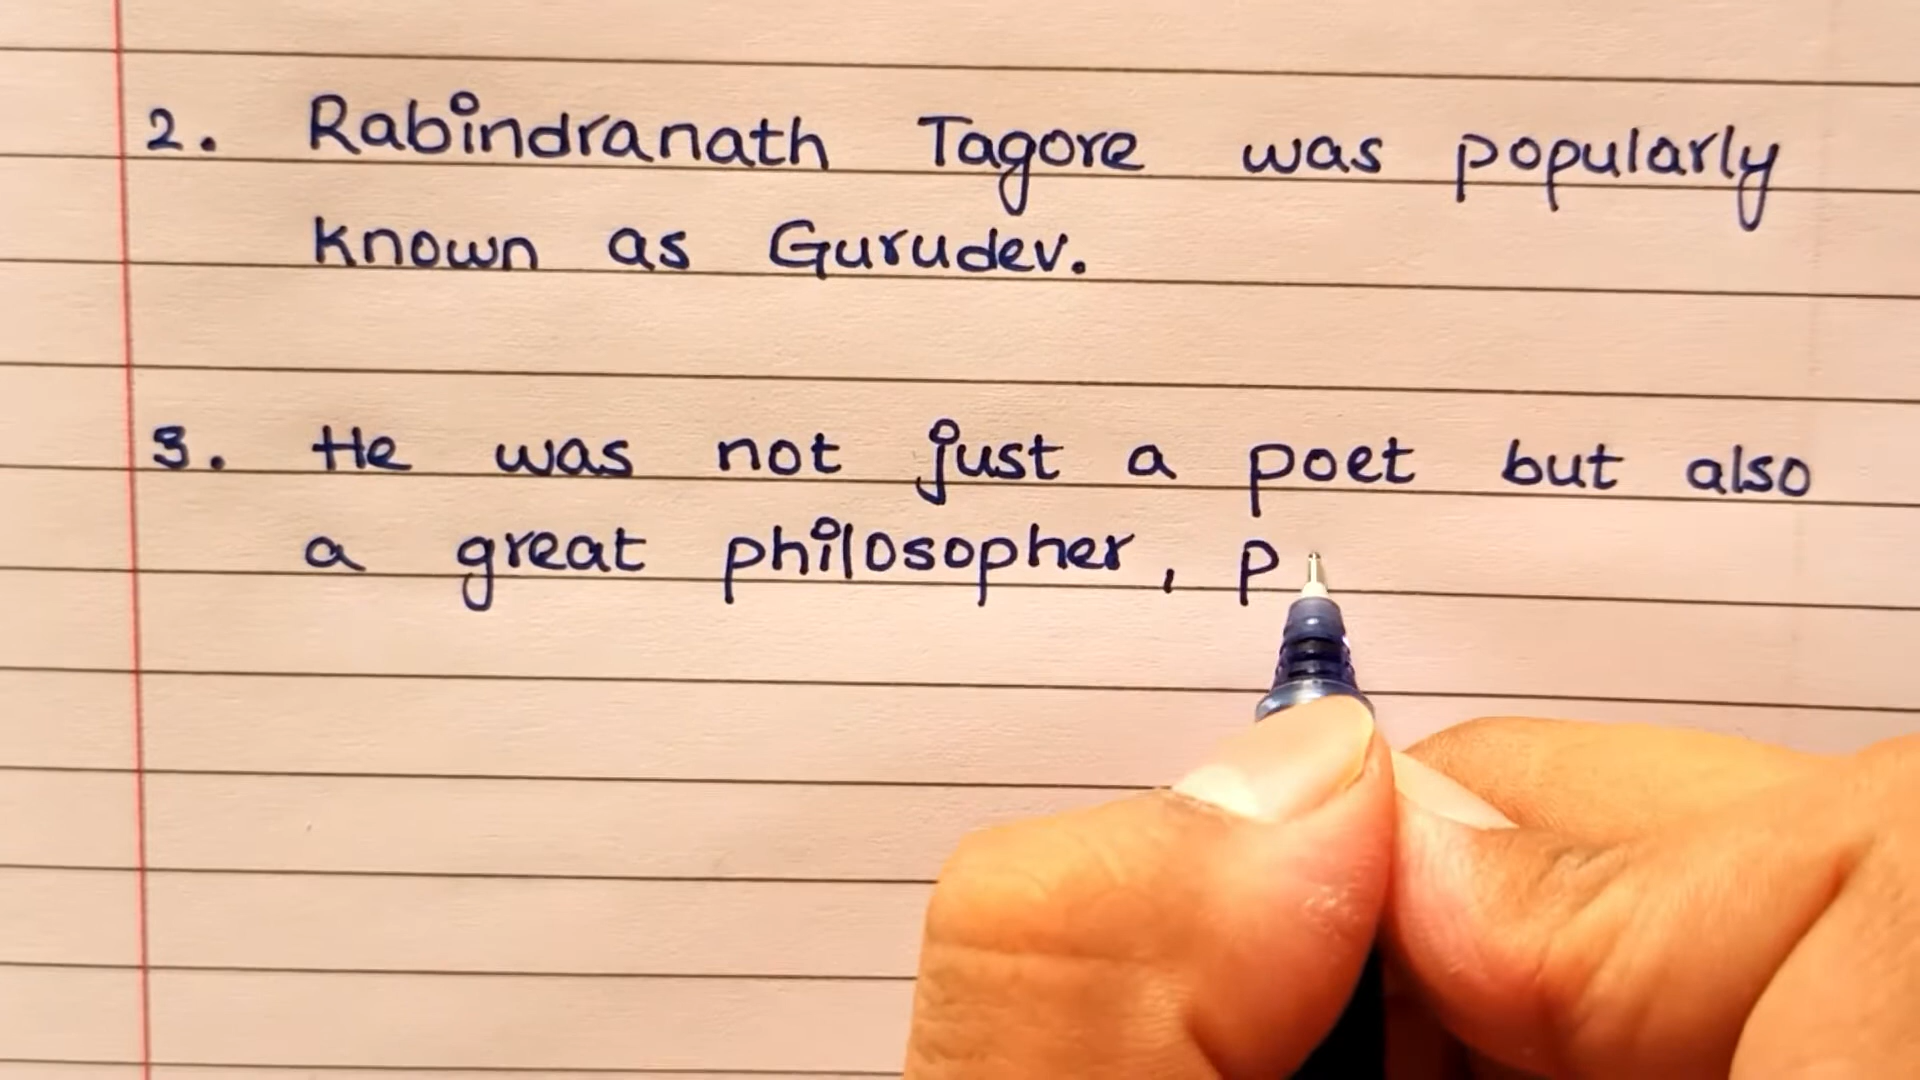 2. Rabindranath Tagore was popularly
known as Gurudev.
3. He was not just a poet but also
a great philosopher, p